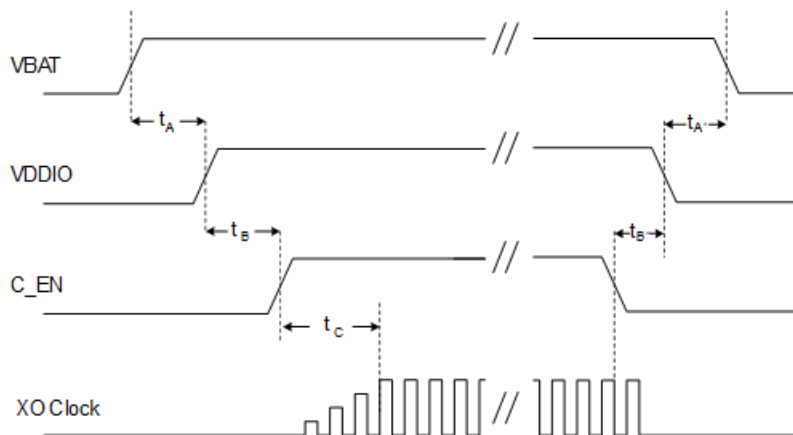 VBAT
tA
tA'
VDDIO
tB
tB'
C_EN
tC
XO Clock